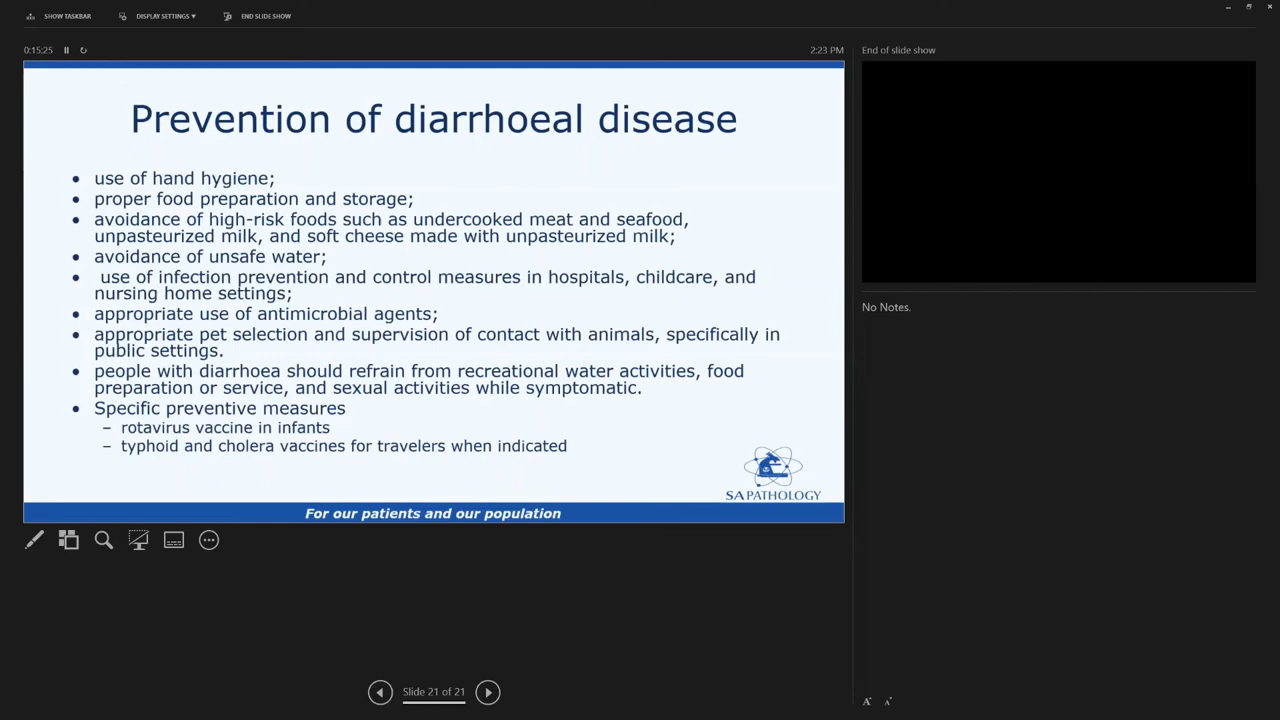 SHOW TASKBAR
DISPLAY SETTINGS ▾
END SLIDE SHOW
0:15:25
2:23 PM
End of slide show
Prevention of diarrhoeal disease
• use of hand hygiene;
• proper food preparation and storage;
• avoidance of high-risk foods such as undercooked meat and seafood,
unpasteurized milk, and soft cheese made with unpasteurized milk;
• avoidance of unsafe water;
• use of infection prevention and control measures in hospitals, childcare, and
nursing home settings;
• appropriate use of antimicrobial agents;
• appropriate pet selection and supervision of contact with animals, specifically in
public settings.
• people with diarrhoea should refrain from recreational water activities, food
preparation or service, and sexual activities while symptomatic.
• Specific preventive measures
– rotavirus vaccine in infants
– typhoid and cholera vaccines for travelers when indicated
SA PATHOLOGY
For our patients and our population
No Notes.
Slide 21 of 21
A A